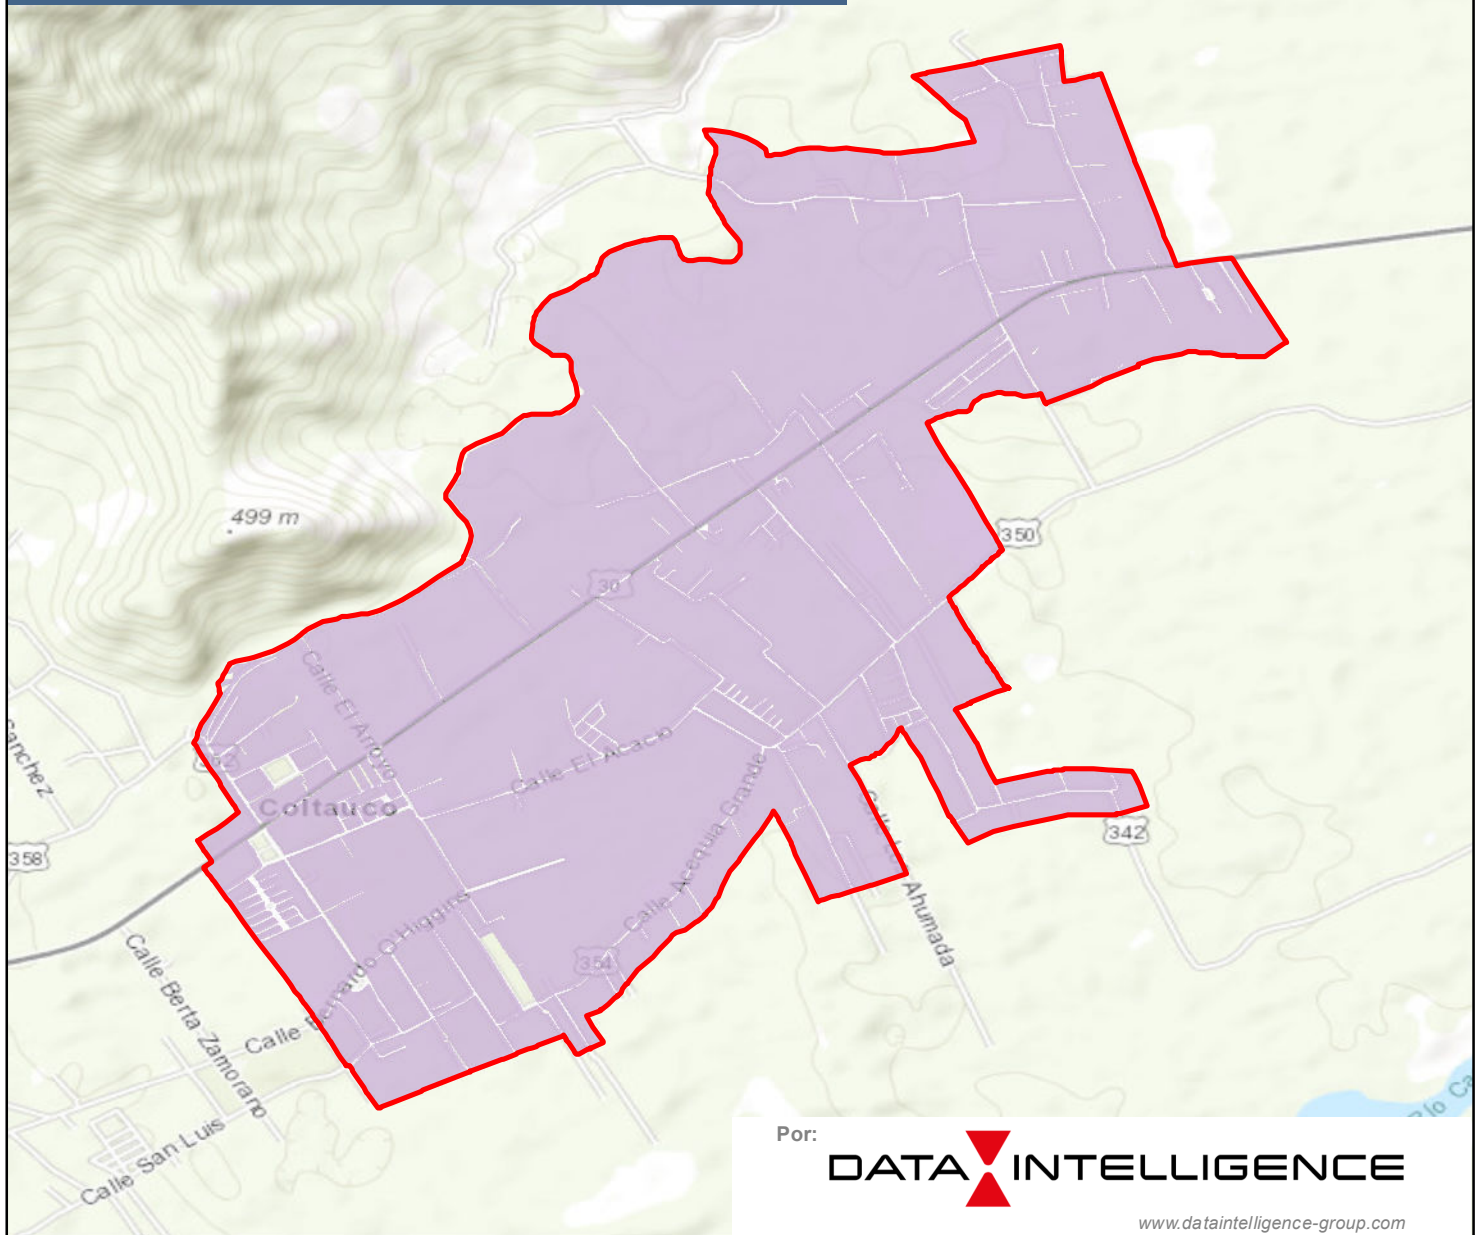 499 m
350
30
Calle El Arroyo
Calle El Acacio
Coltauco
Calle Acequia Grande
342
358
Calle Bernardo O'Higgins
354
Ahumada
Calle Berta Zamorano
Calle San Luis
Por:
DATA INTELLIGENCE
www.dataintelligence-group.com